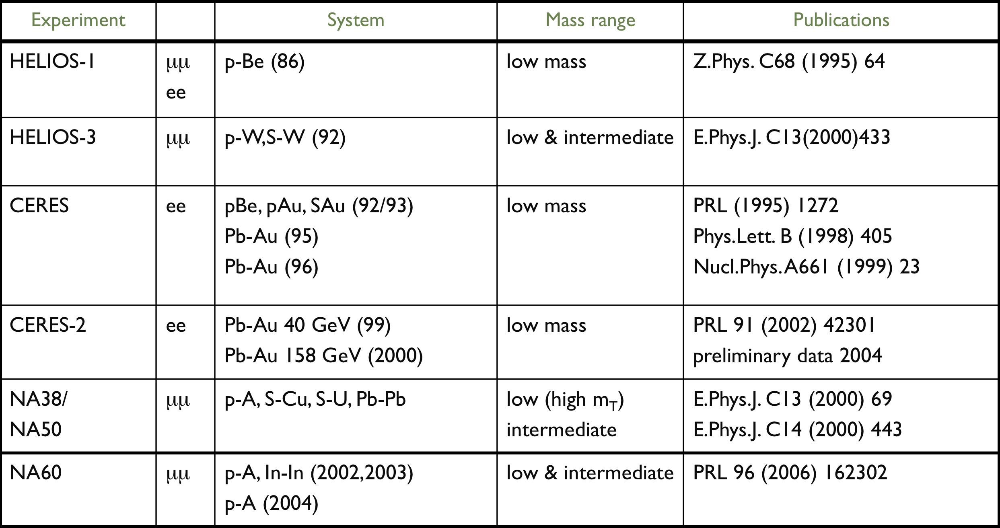 Experiment System Mass range Publications
HELIOS-1 μμ p-Be (86) low mass Z.Phys. C68 (1995) 64
ee
HELIOS-3 μμ p-W,S-W (92) low & intermediate E.Phys.J. C13(2000)433
CERES ee pBe, pAu, SAu (92/93) low mass PRL (1995) 1272
Pb-Au (95) Phys.Lett. B (1998) 405
Pb-Au (96) Nucl.Phys. A661 (1999) 23
CERES-2 ee Pb-Au 40 GeV (99) low mass PRL 91 (2002) 42301
Pb-Au 158 GeV (2000) preliminary data 2004
NA38/ μμ p-A, S-Cu, S-U, Pb-Pb low (high mT) E.Phys.J. C13 (2000) 69
NA50 intermediate E.Phys.J. C14 (2000) 443
NA60 μμ p-A, In-In (2002,2003) low & intermediate PRL 96 (2006) 162302
p-A (2004)